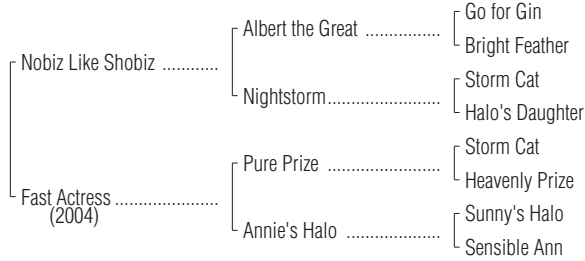 Go for Gin
Albert the Great ..................
Bright Feather
Nobiz Like Shobiz ............
Storm Cat
Nightstorm...........................
Halo's Daughter
Storm Cat
Pure Prize ...........................
Heavenly Prize
Fast Actress .........................
(2004)
Sunny's Halo
Annie's Halo ......................
Sensible Ann